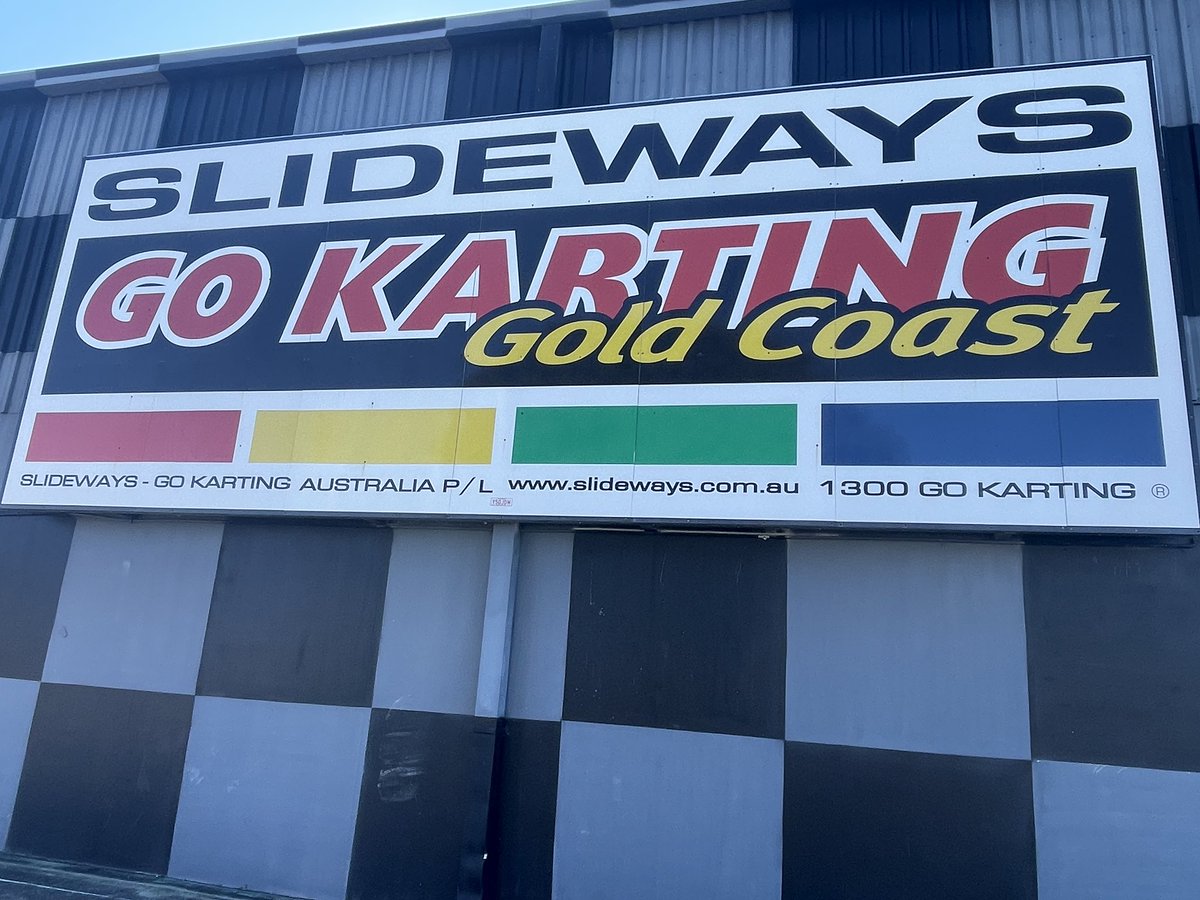 SLIDEWAYS
GO KARTING
Gold Coast
SLIDEWAYS - GO KARTING AUSTRALIA P/L www.slideways.com.au 1300 GO KARTING ®